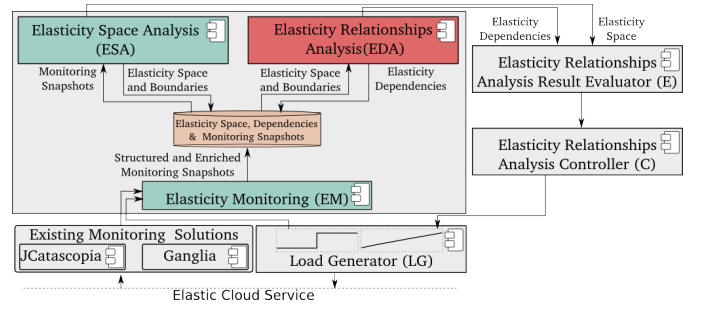 Elasticity Space Analysis
(ESA)
Elasticity Relationships
Analysis(EDA)
Elasticity
Dependencies
Elasticity
Space
Elasticity Relationships
Analysis Result Evaluator (E)
Monitoring
Snapshots
Elasticity Space
and Boundaries
Elasticity Space
and Boundaries
Elasticity
Dependencies
Elasticity Space, Dependencies
& Monitoring Snapshots
Elasticity Relationships
Analysis Controller (C)
Structured and Enriched
Monitoring Snapshots
Elasticity Monitoring (EM)
Existing Monitoring Solutions
JCatascopia
Ganglia
Load Generator (LG)
Elastic Cloud Service